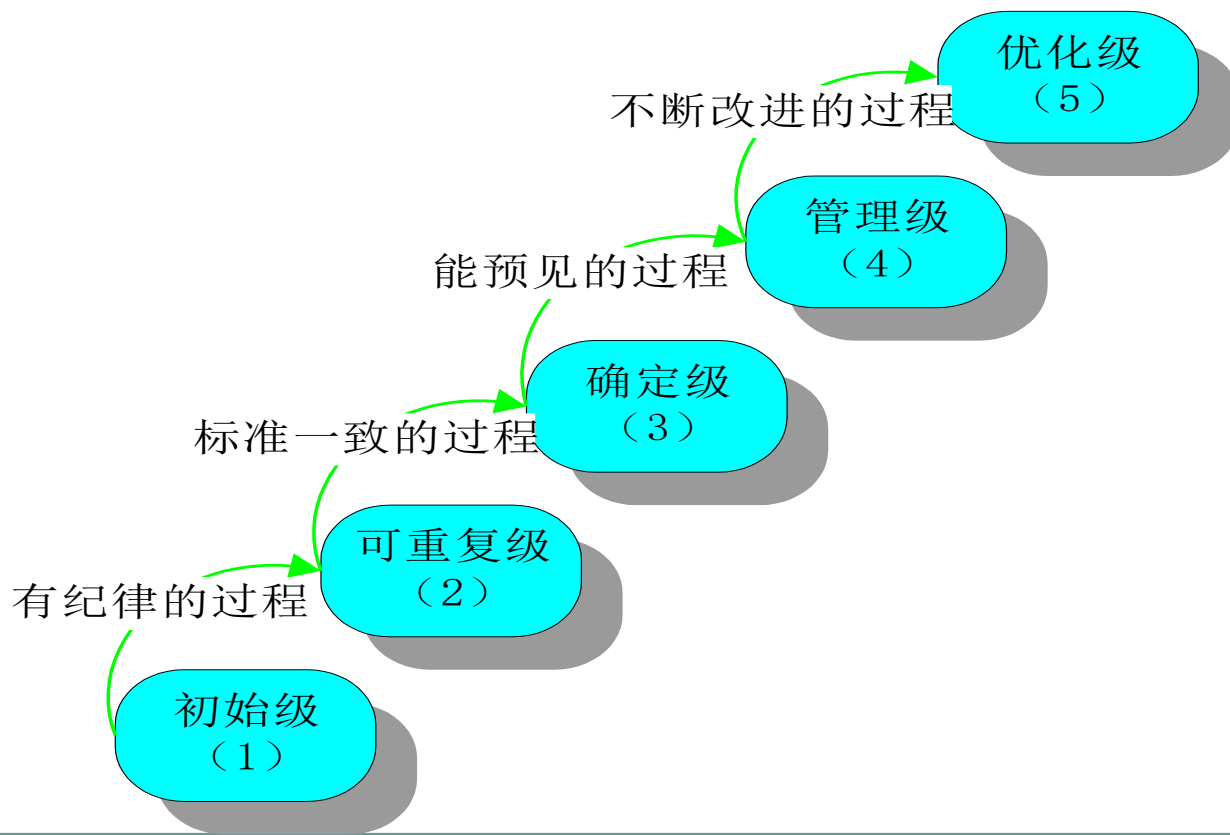 优化级
（5）
不断改进的过程
管理级
（4）
能预见的过程
确定级
（3）
标准一致的过程
可重复级
（2）
有纪律的过程
初始级
（1）